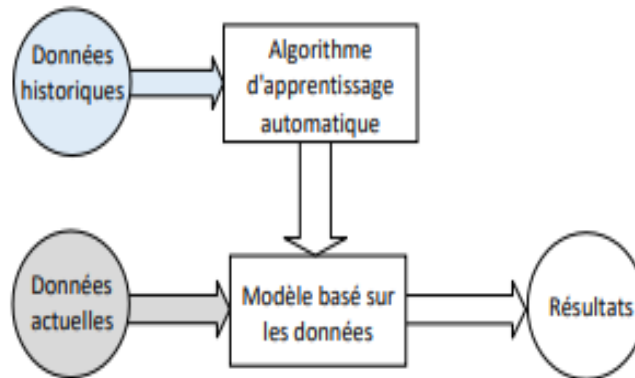 Données
historiques
Algorithme
d'apprentissage
automatique
Données
actuelles
Modèle basé sur
les données
Résultats